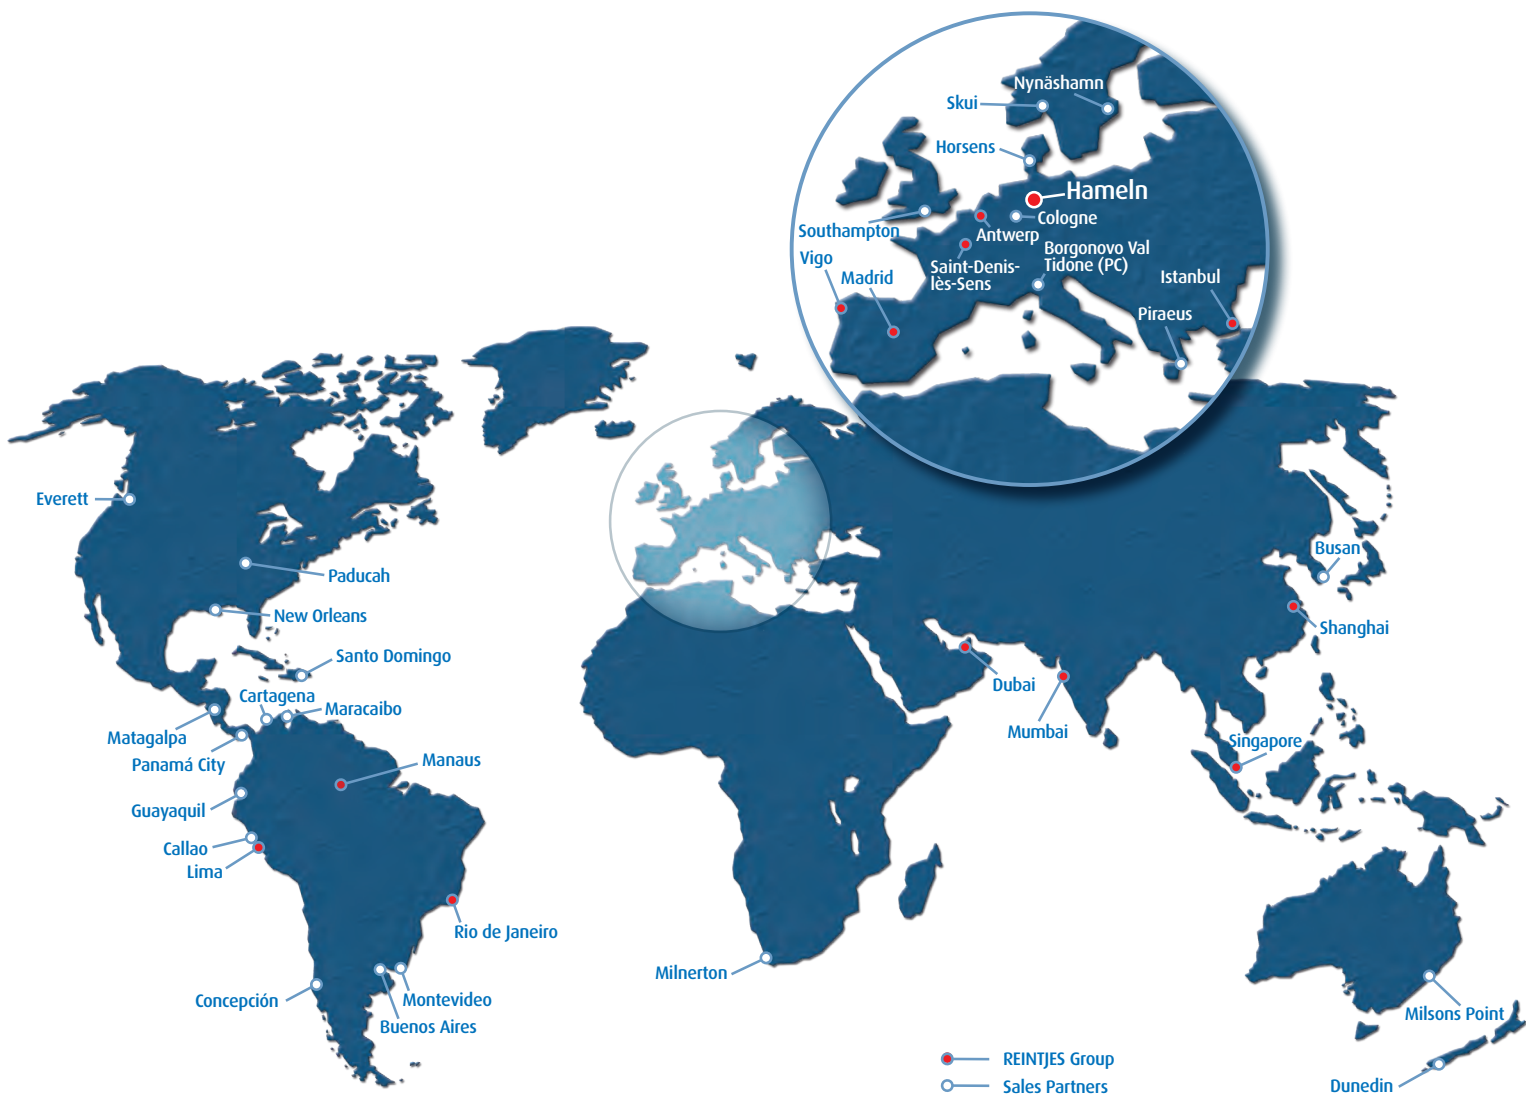 Nynäshamn
Skui
Horsens
Hameln
Cologne
Southampton
Antwerp
Borgonovo Val
Tidone (PC)
Vigo
Madrid
Saint-Denis-
lès-Sens
Istanbul
Piraeus
Everett
Paducah
New Orleans
Santo Domingo
Cartagena
Maracaibo
Matagalpa
Panamá City
Manaus
Guayaquil
Callao
Lima
Rio de Janeiro
Concepción
Montevideo
Buenos Aires
Milnerton
Busan
Shanghai
Dubai
Mumbai
Singapore
Milsons Point
Dunedin
REINTJES Group
Sales Partners